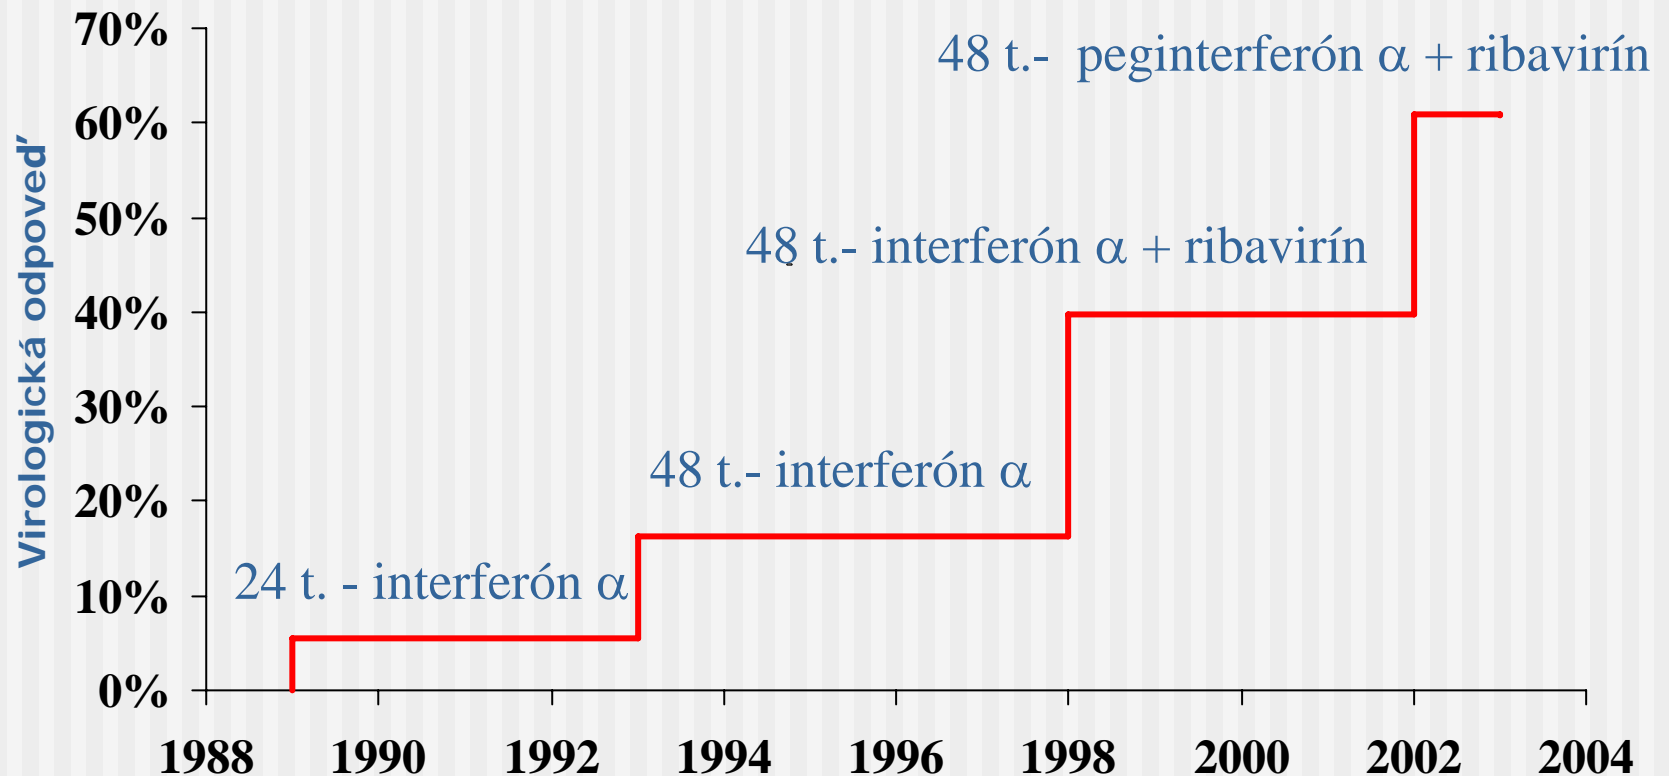 70%
48 t.- peginterferón α + ribavirín
60%
50%
48 t.- interferón α + ribavirín
40%
30%
48 t.- interferón α
20%
24 t. - interferón α
10%
0%
Virologická odpoveď
1988 1990 1992 1994 1996 1998 2000 2002 2004